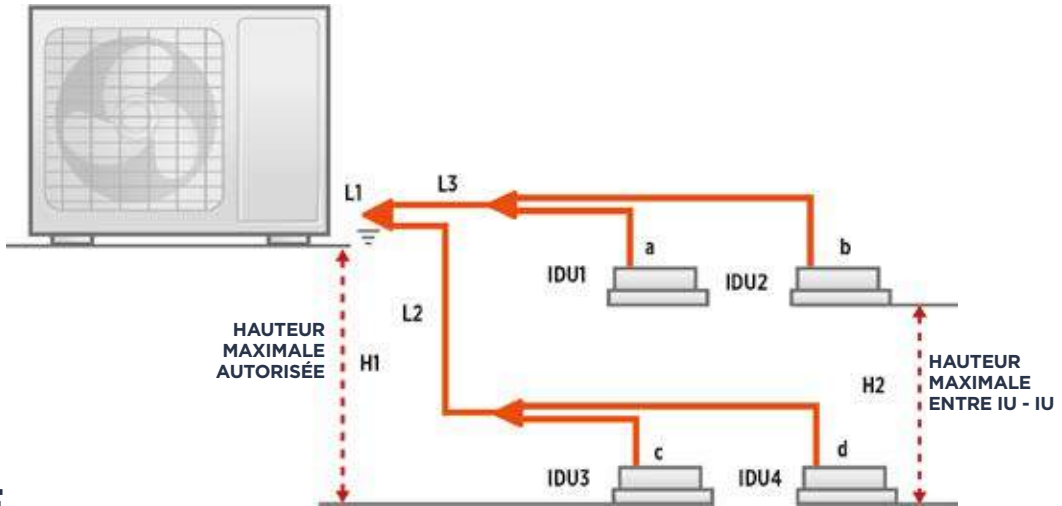 L1
L3
a
b
IDU1
IDU2
L2
HAUTEUR
MAXIMALE
AUTORISÉE
H1
H2
HAUTEUR
MAXIMALE
ENTRE IU - IU
c
d
IDU3
IDU4